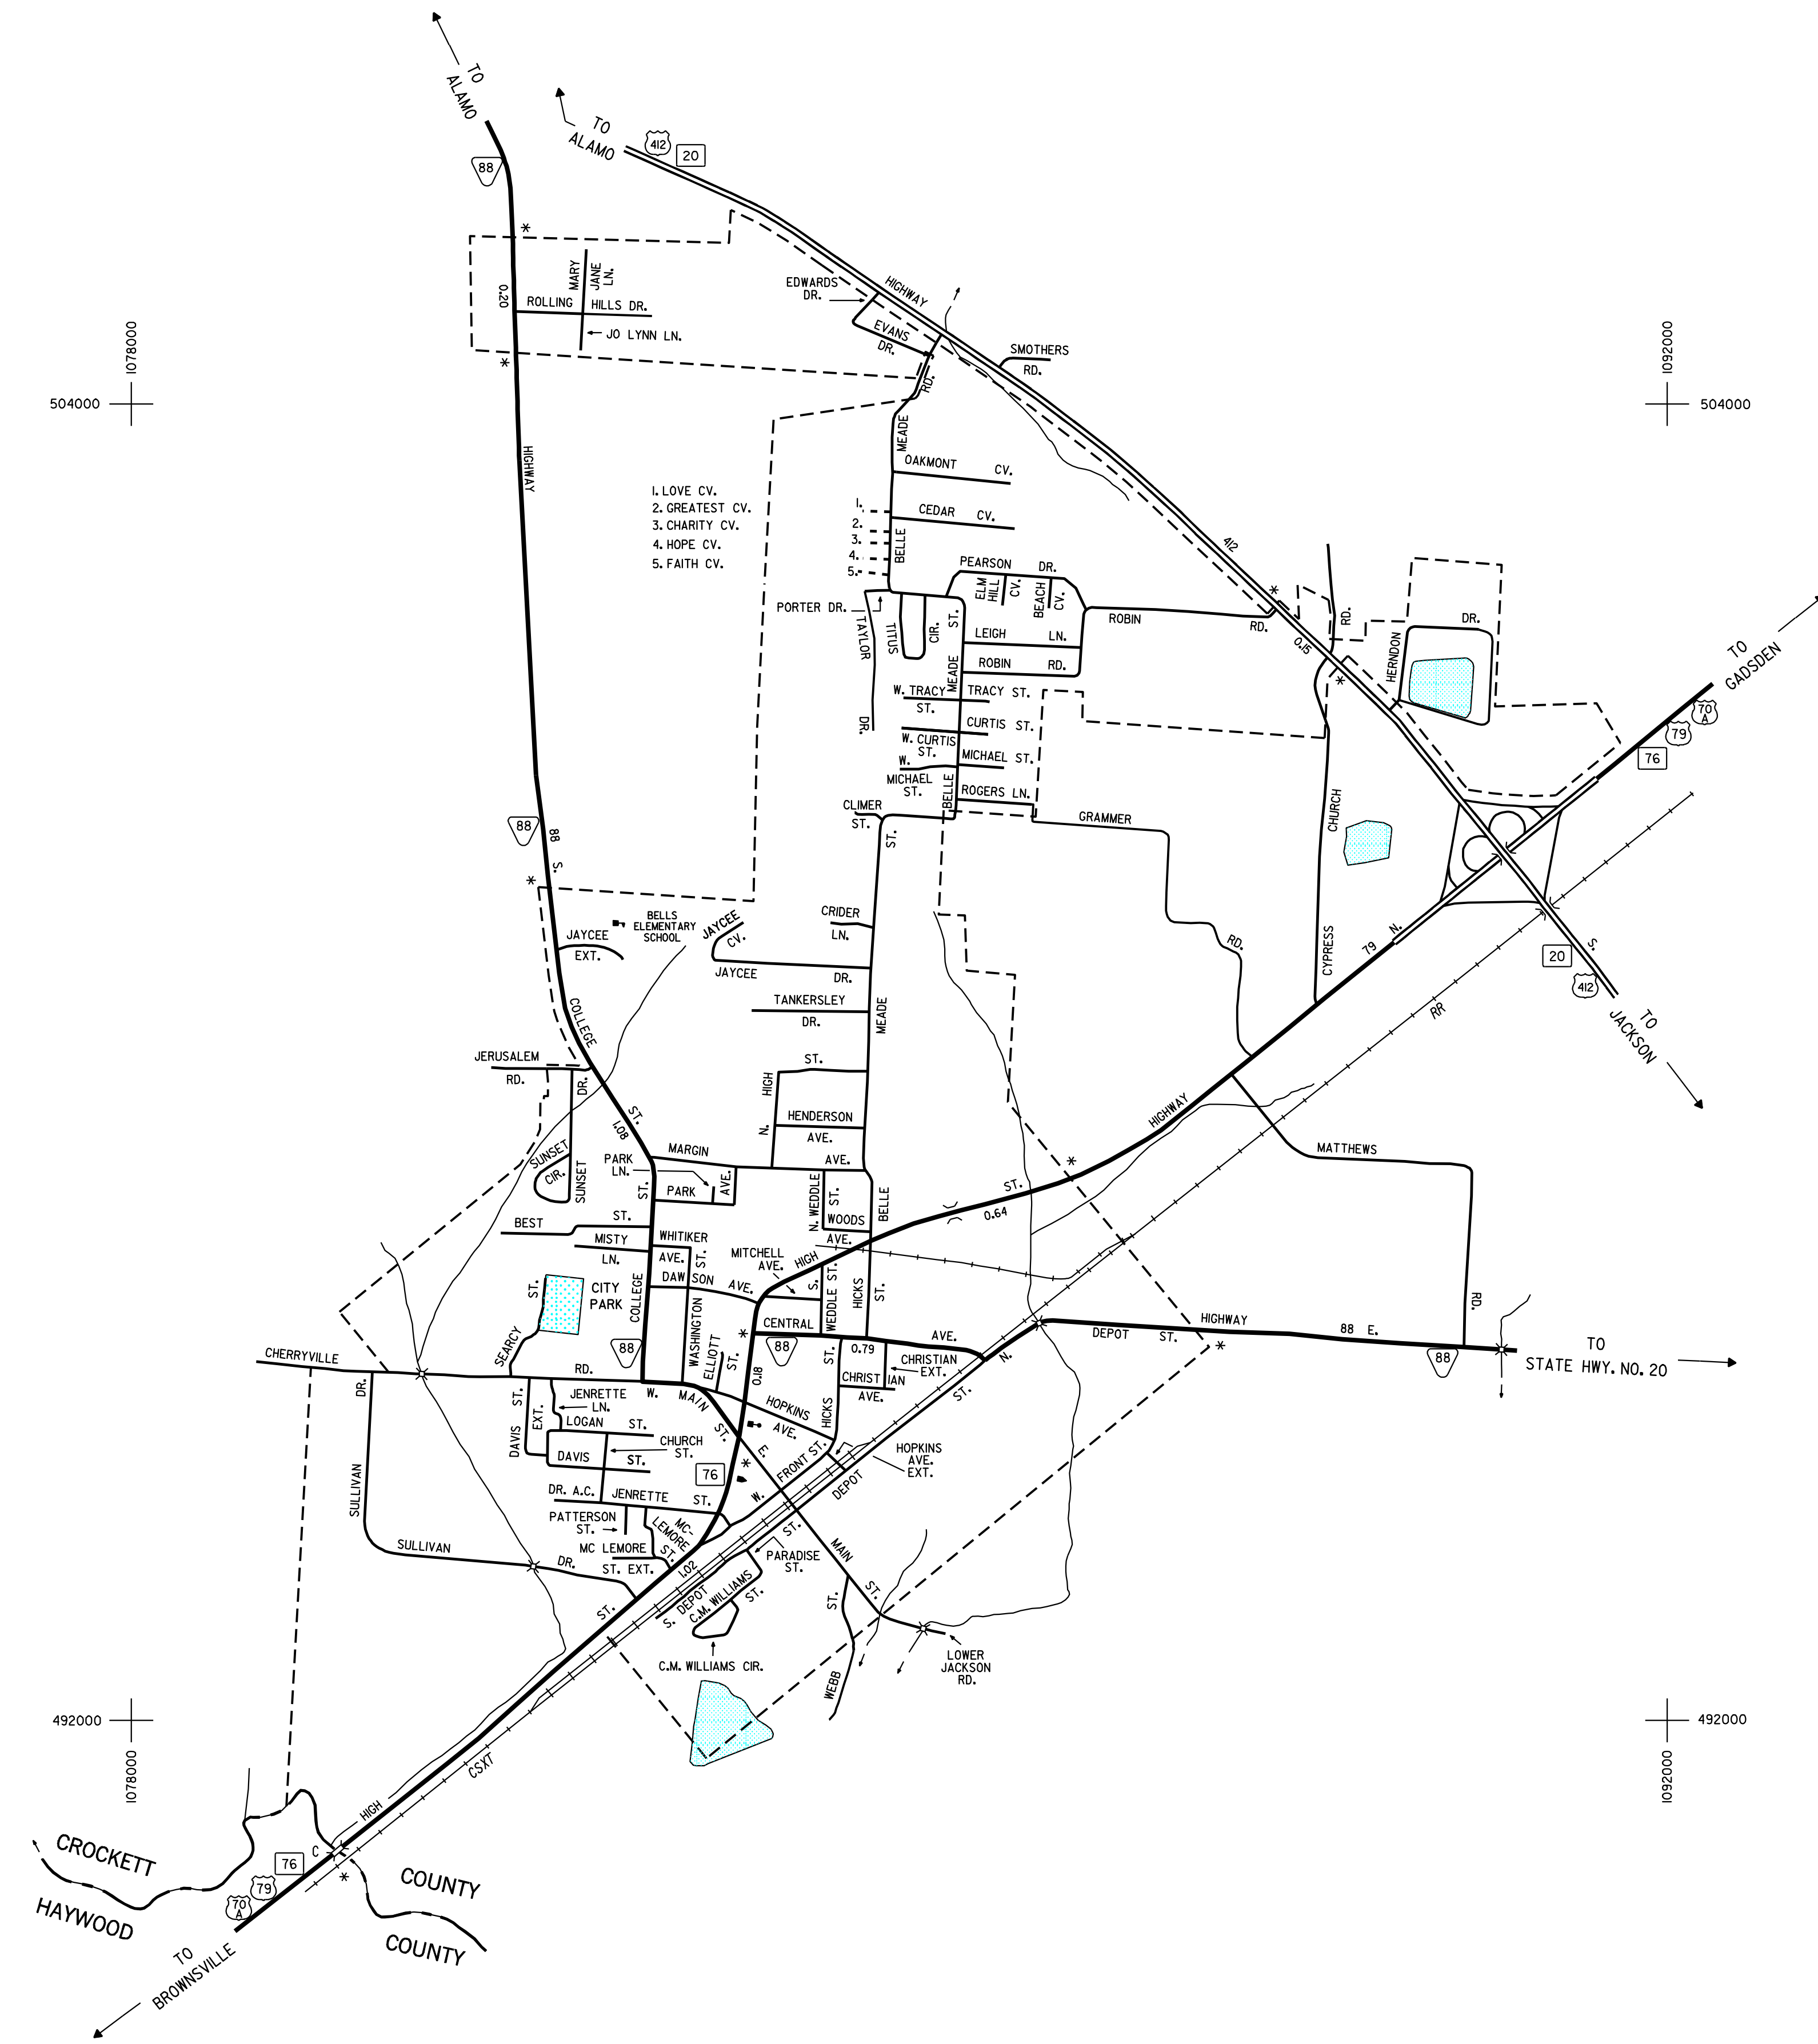 TO
ALAMO
TO
ALAMO
412
20
88
MARY
JANE
LN.
0.20
ROLLING HILLS DR.
JO LYNN LN.
EDWARDS
DR.
HIGHWAY
EVANS
DR.
RD.
SMOTHERS
RD.
1078000
504000
1092000
504000
HIGHWAY
MEADE
OAKMONT CV.
1. LOVE CV.
2. GREATEST CV.
3. CHARITY CV.
4. HOPE CV.
5. FAITH CV.
1.
2.
3.
4.
5.
CEDAR CV.
BELLE
412
PEARSON DR.
ELM
HILL
CV.
BEACH
CV.
PORTER DR.
TAYLOR
DR.
TITUS
CIR.
ST.
LEIGH LN.
ROBIN RD.
ROBIN RD.
0.15
RD.
HERNDON
DR.
TO
GADSDEN
70
A
79
76
MEADE
W. TRACY
ST.
TRACY ST.
CURTIS ST.
W. CURTIS
ST.
MICHAEL ST.
W.
MICHAEL
ST.
BELLE
ROGERS LN.
CLIMER
ST.
ST.
GRAMMER
RD.
CHURCH
CYPRESS
88
88
S.
BELLS
ELEMENTARY
SCHOOL
JAYCEE
EXT.
JAYCEE
CV.
JAYCEE DR.
CRIDER
LN.
TANKERSLEY
DR.
MEADE
79 N.
S.
20
412
RR
TO
JACKSON
COLLEGE
JERUSALEM
RD.
DR.
ST.
HIGH
N.
HENDERSON
AVE.
ST.
1.08
MARGIN AVE.
PARK
LN.
SUNSET
CIR.
SUNSET
ST.
PARK
AVE.
N. WEDDLE
ST.
WOODS
AVE.
BELLE
HIGHWAY
ST.
0.64
MATTHEWS
RD.
BEST ST.
MISTY
LN.
WHITIKER
AVE.
ST.
MITCHELL
AVE.
HIGH
DAWSON AVE.
S.
WEDDLE ST.
HICKS
ST.
ST.
CITY
PARK
COLLEGE
WASHINGTON
ELLIOTT
ST.
CENTRAL AVE.
88
88
0.79
SEARCY
CHERRYVILLE RD.
W. MAIN ST.
0.18
ST.
HICKS
CHRISTIAN
EXT.
CHRISTIAN
AVE.
N.
DEPOT ST.
HIGHWAY
88 E.
88
TO
STATE HWY. NO. 20
DR.
SULLIVAN
ST.
DAVIS
EXT.
JENRETTE
LN.
LOGAN ST.
DAVIS ST.
CHURCH
ST.
HOPKINS
AVE.
E.
FRONT ST.
W.
ST.
DEPOT
HOPKINS
AVE.
EXT.
76
DR. A.C. JENRETTE ST.
PATTERSON
ST.
MC-
LEMORE
ST.
MC LEMORE
ST. EXT.
SULLIVAN DR.
1.02
ST.
S. DEPOT
ST.
PARADISE
ST.
C.M. WILLIAMS
ST.
C.M. WILLIAMS CIR.
MAIN
ST.
ST.
WEBB
LOWER
JACKSON
RD.
492000
1078000
492000
1092000
CSXT
HIGH
C
76
79
70
A
CROCKETT
COUNTY
HAYWOOD
COUNTY
TO
BROWNSVILLE